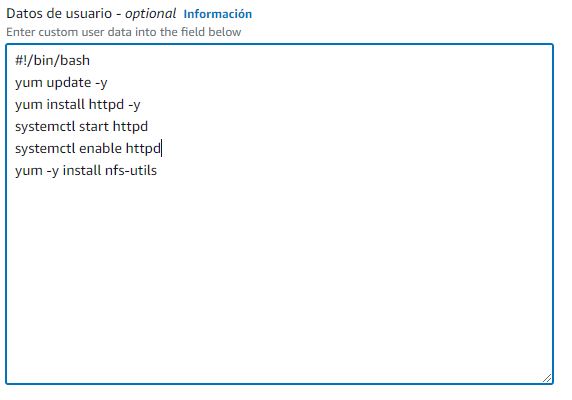 Datos de usuario - optional Información
Enter custom user data into the field below
#!/bin/bash
yum update -y
yum install httpd -y
systemctl start httpd
systemctl enable httpd
yum -y install nfs-utils